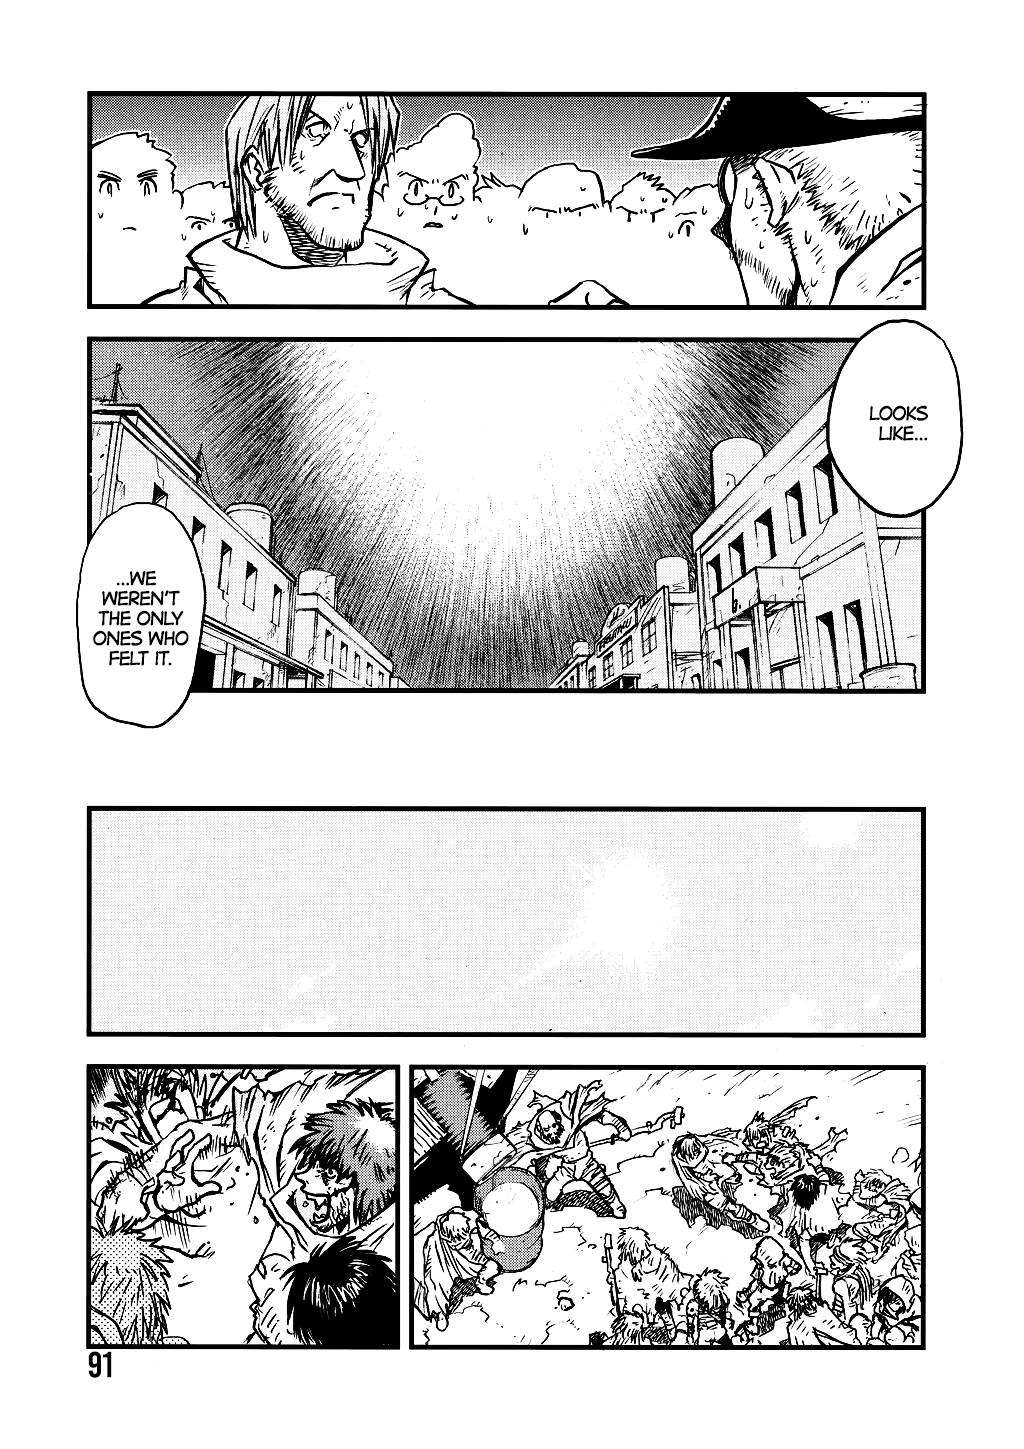 LOOKS
LIKE...
...WE
WEREN'T
THE ONLY
ONES WHO
FELT IT.
91